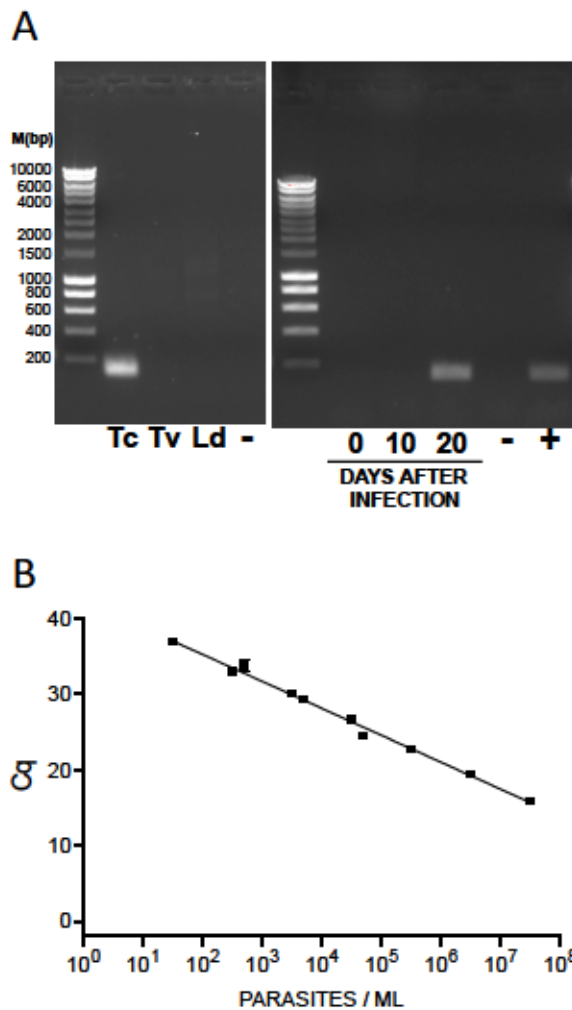 A
M(bp)
10000
6000
4000
2000
1500
1000
800
600
400
200
Tc Tv Ld -
0 10 20 - +
DAYS AFTER
INFECTION
B
40
30
20
10
0
Cq
10⁰ 10¹ 10² 10³ 10⁴ 10⁵ 10⁶ 10⁷ 10⁸
PARASITES / ML